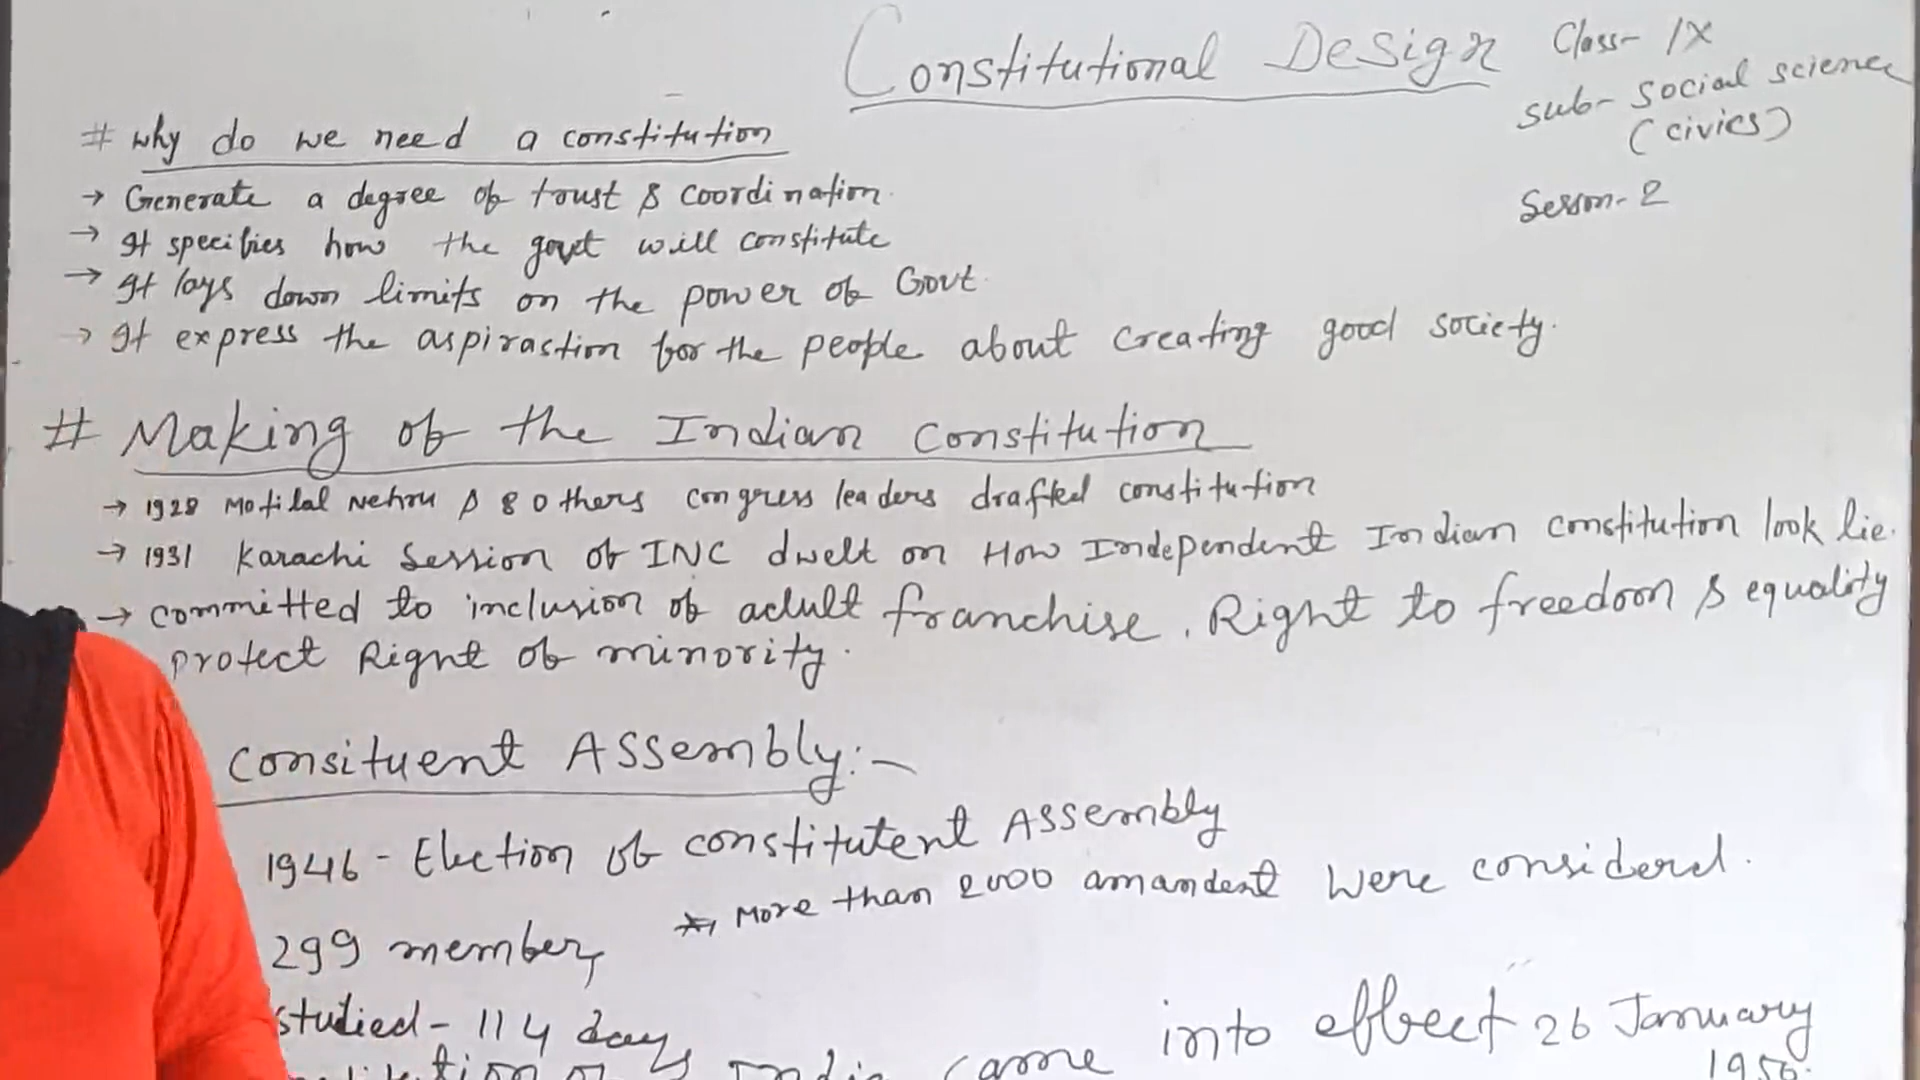 Constitutional Design
Class- IX
sub- social science
(civics)
Sesson- 2
# why do we need a constitution
→ Generate a degree of trust & coordination.
→ It specifies how the govt will constitute
→ It lays down limits on the power of Govt.
→ It express the aspirastion for the people about creating good society.
# Making of the Indian constitution
→ 1928 Motilal Nehru & 8 others congress leaders drafted constitution
→ 1931 Karachi Session of INC dwelt on How Independent Indian constitution look lie.
→ committed to inclusion of adult franchise. Right to freedom & equality
protect Right of minority.
consituent Assembly:-
1946 - Election of constitutent Assembly
* More than 2000 amandent were considerd.
299 member
studied - 114 days
India came into effect 26 January
1950.